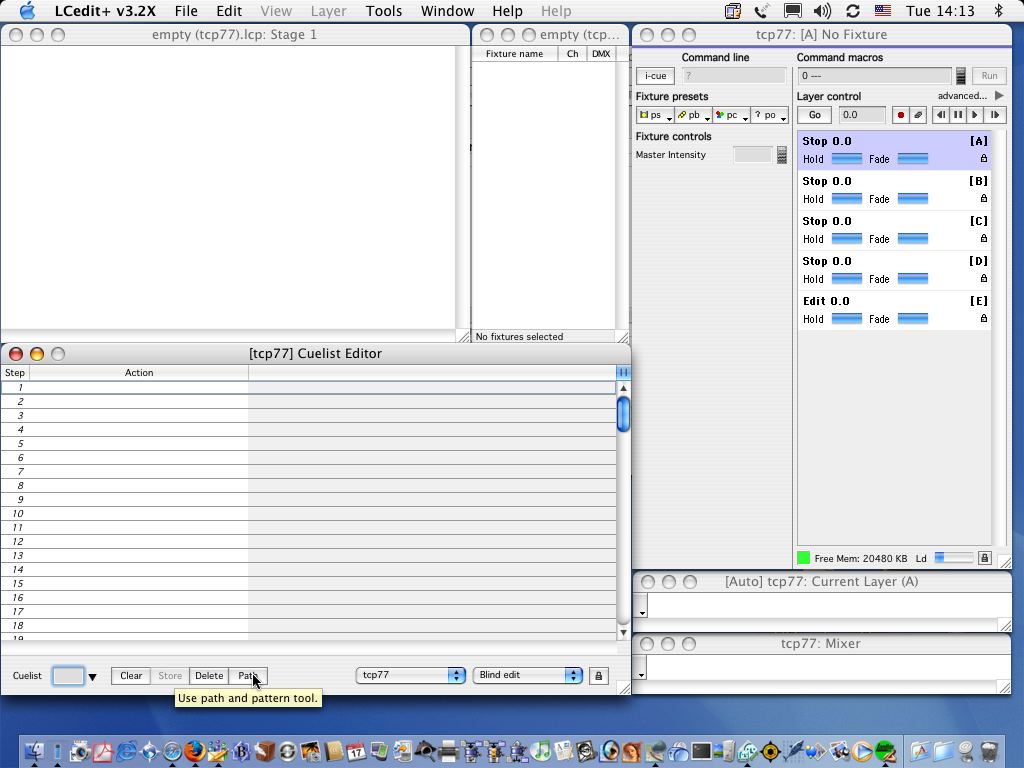 LCedit+ v3.2X File Edit View Layer Tools Window Help Help Tue 14:13
empty (tcp77).lcp: Stage 1
empty (tcp...
Fixture name Ch DMX
No fixtures selected
tcp77: [A] No Fixture
Command line
i-cue ?
Fixture presets
ps pb pc ? po
Fixture controls
Master Intensity
Command macros
0 --- Run
Layer control advanced...
Go 0.0
Stop 0.0 [A]
Hold Fade
Stop 0.0 [B]
Hold Fade
Stop 0.0 [C]
Hold Fade
Stop 0.0 [D]
Hold Fade
Edit 0.0 [E]
Hold Fade
Free Mem: 20480 KB Ld
[tcp77] Cuelist Editor
Step Action
1
2
3
4
5
6
7
8
9
10
11
12
13
14
15
16
17
18
19
Cuelist Clear Store Delete Path tcp77 Blind edit
Use path and pattern tool.
[Auto] tcp77: Current Layer (A)
tcp77: Mixer
17